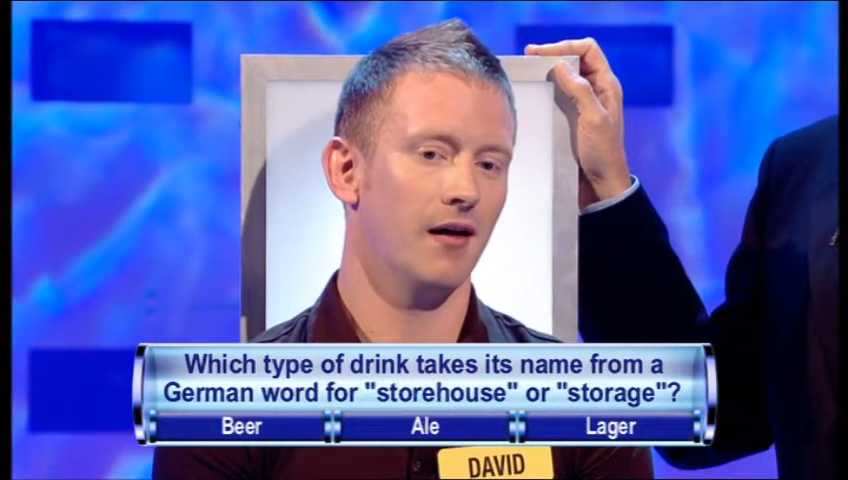 Which type of drink takes its name from a
German word for "storehouse" or "storage"?
Beer Ale Lager
DAVID